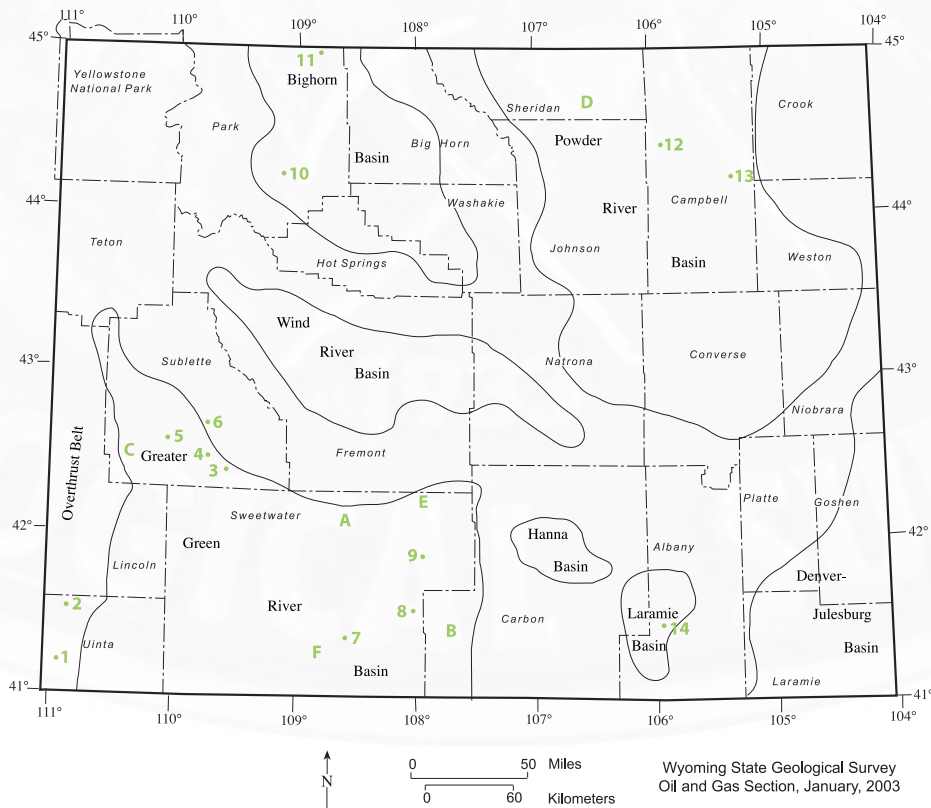 111°
110°
109°
108°
107°
106°
105°
104°
45°
45°
11
Bighorn
Yellowstone
National Park
Park
Basin
Big Horn
Sheridan
D
Crook
Powder
12
10
13
44°
44°
Washakie
River
Campbell
Teton
Hot Springs
Johnson
Basin
Weston
Wind
River
Basin
43°
43°
Sublette
Natrona
Converse
Niobrara
6
5
C
4
Greater
3
Fremont
Overthrust Belt
Platte
Goshen
E
Sweetwater
A
42°
42°
Green
Hanna
Basin
Albany
9
Lincoln
Denver-
2
River
8
Carbon
Laramie
Julesburg
B
14
Uinta
7
Basin
Basin
1
F
Basin
Laramie
41°
41°
111°
110°
109°
108°
107°
106°
105°
104°
N
0 50 Miles
0 60 Kilometers
Wyoming State Geological Survey
Oil and Gas Section, January, 2003